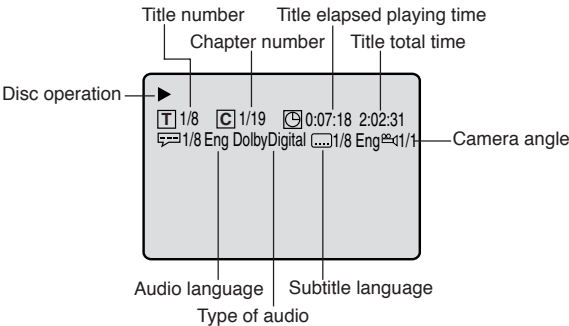 Title number Title elapsed playing time
Chapter number Title total time
Disc operation
T 1/8 C 1/19 0:07:18 2:02:31
1/8 Eng DolbyDigital 1/8 Eng 1/1 Camera angle
Audio language Subtitle language
Type of audio